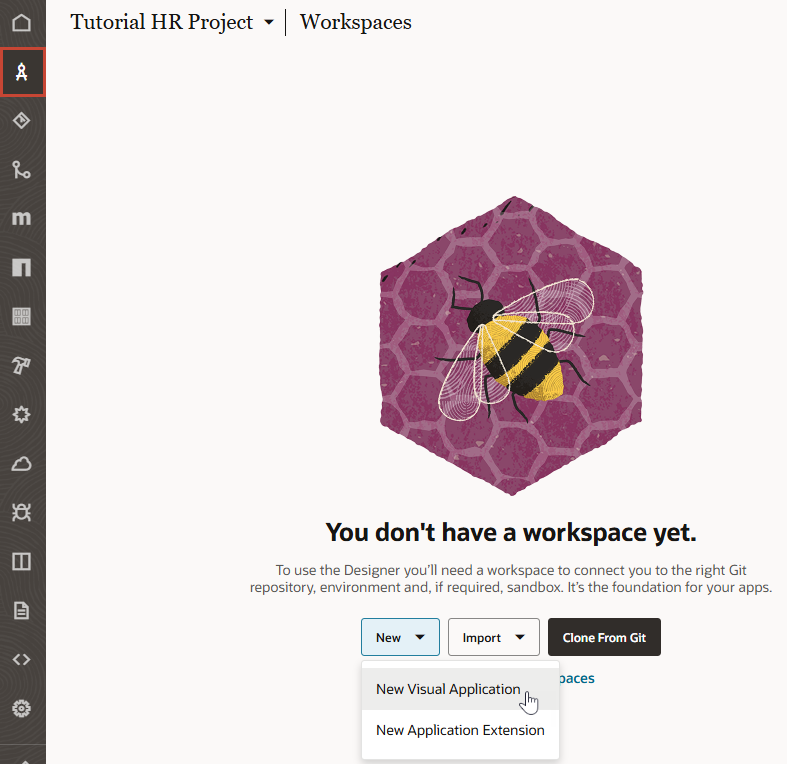 Tutorial HR Project Workspaces
m
You don't have a workspace yet.
To use the Designer you'll need a workspace to connect you to the right Git
repository, environment and, if required, sandbox. It's the foundation for your apps.
New Import Clone From Git
New Visual Application
New Application Extension